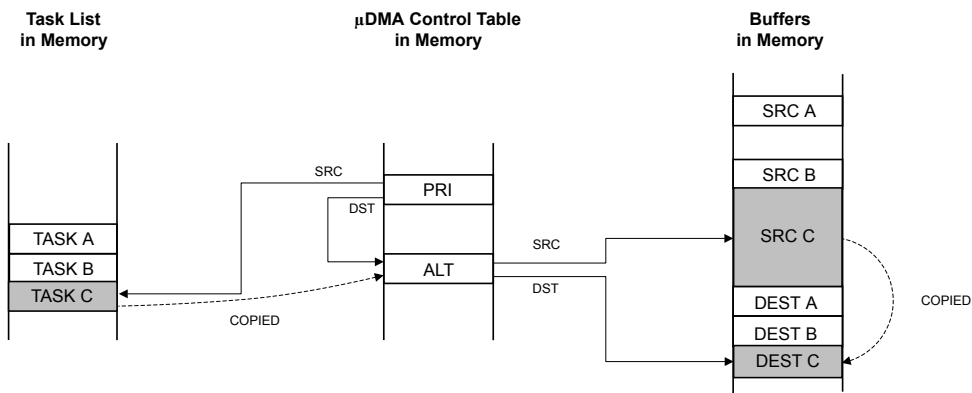 Task List
in Memory
µDMA Control Table
in Memory
Buffers
in Memory
SRC A
SRC
PRI
SRC B
DST
TASK A
SRC C
SRC
TASK B
ALT
DST
TASK C
DEST A
COPIED
COPIED
DEST B
DEST C